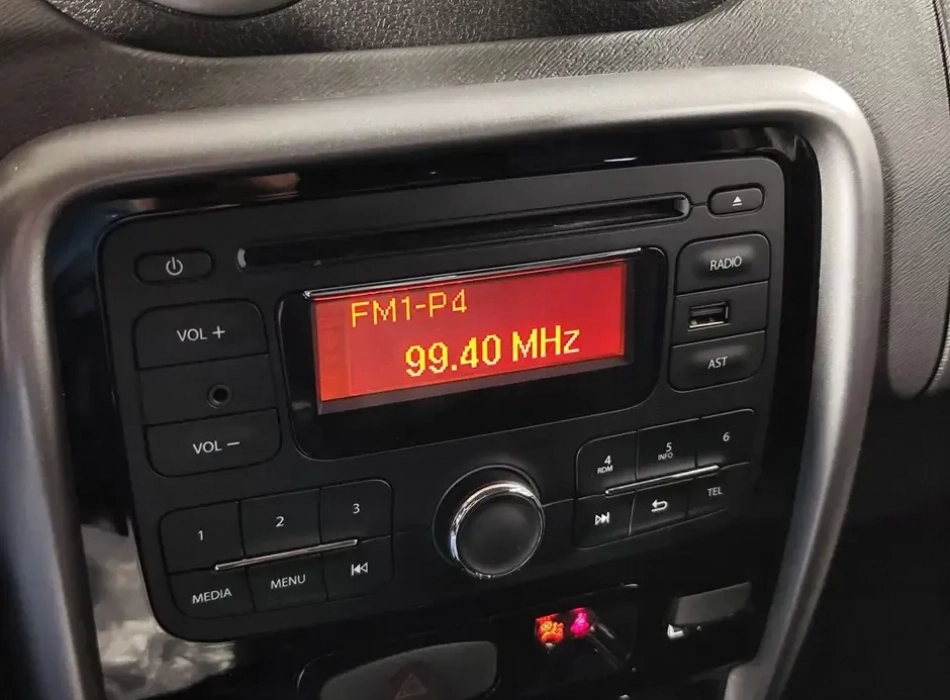 FM1-P4
99.40 MHz
VOL +
VOL −
RADIO
AST
1
2
3
MEDIA
MENU
4
RDM
5
INFO
6
TEL